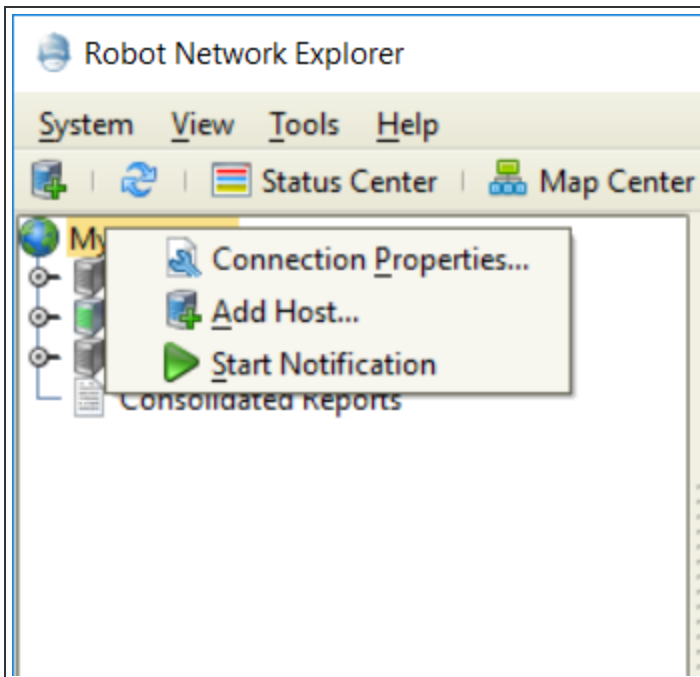 Robot Network Explorer
System View Tools Help
Status Center Map Center
My
Connection Properties...
Add Host...
Start Notification
Consolidated Reports